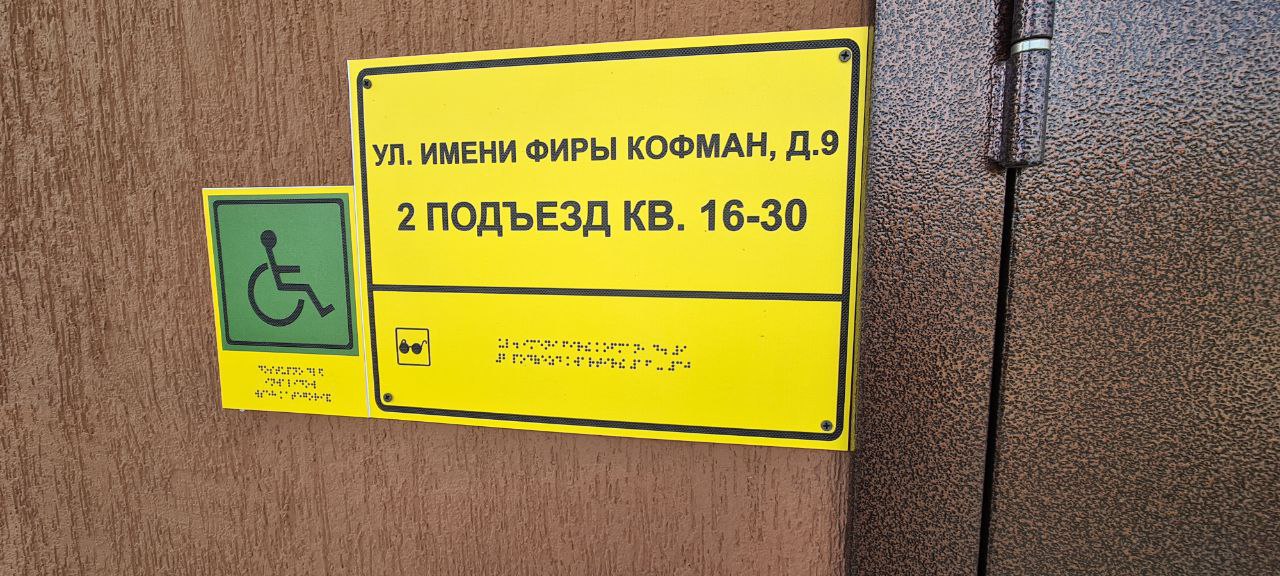 УЛ. ИМЕНИ ФИРЫ КОФМАН, Д.9
2 ПОДЪЕЗД КВ. 16-30